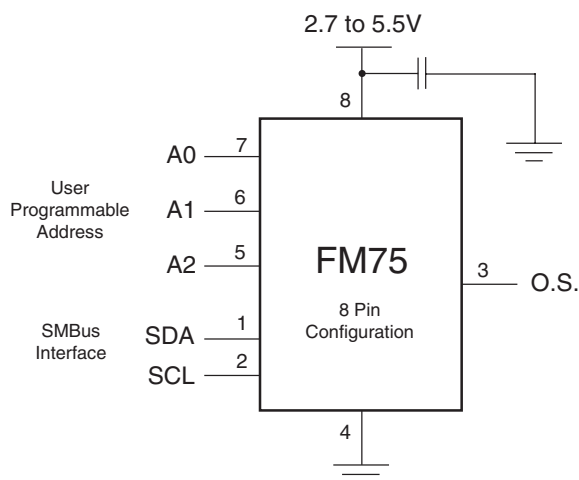 2.7 to 5.5V
8
A0 7
User
Programmable
Address
A1 6
A2 5
FM75
8 Pin
Configuration
3 O.S.
SMBus
Interface
SDA 1
SCL 2
4